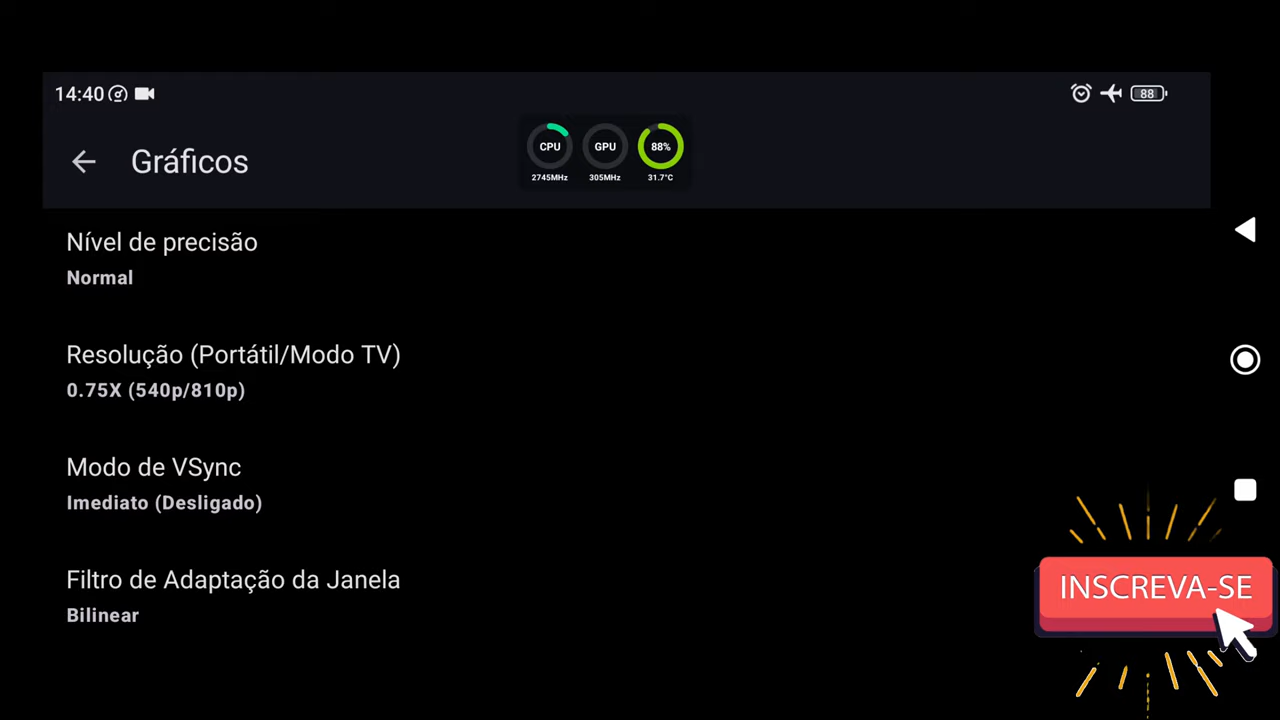 14:40
88
CPU GPU 88%
2745MHz 305MHz 31.7°C
Gráficos
Nível de precisão
Normal
Resolução (Portátil/Modo TV)
0.75X (540p/810p)
Modo de VSync
Imediato (Desligado)
Filtro de Adaptação da Janela
Bilinear
INSCREVA-SE